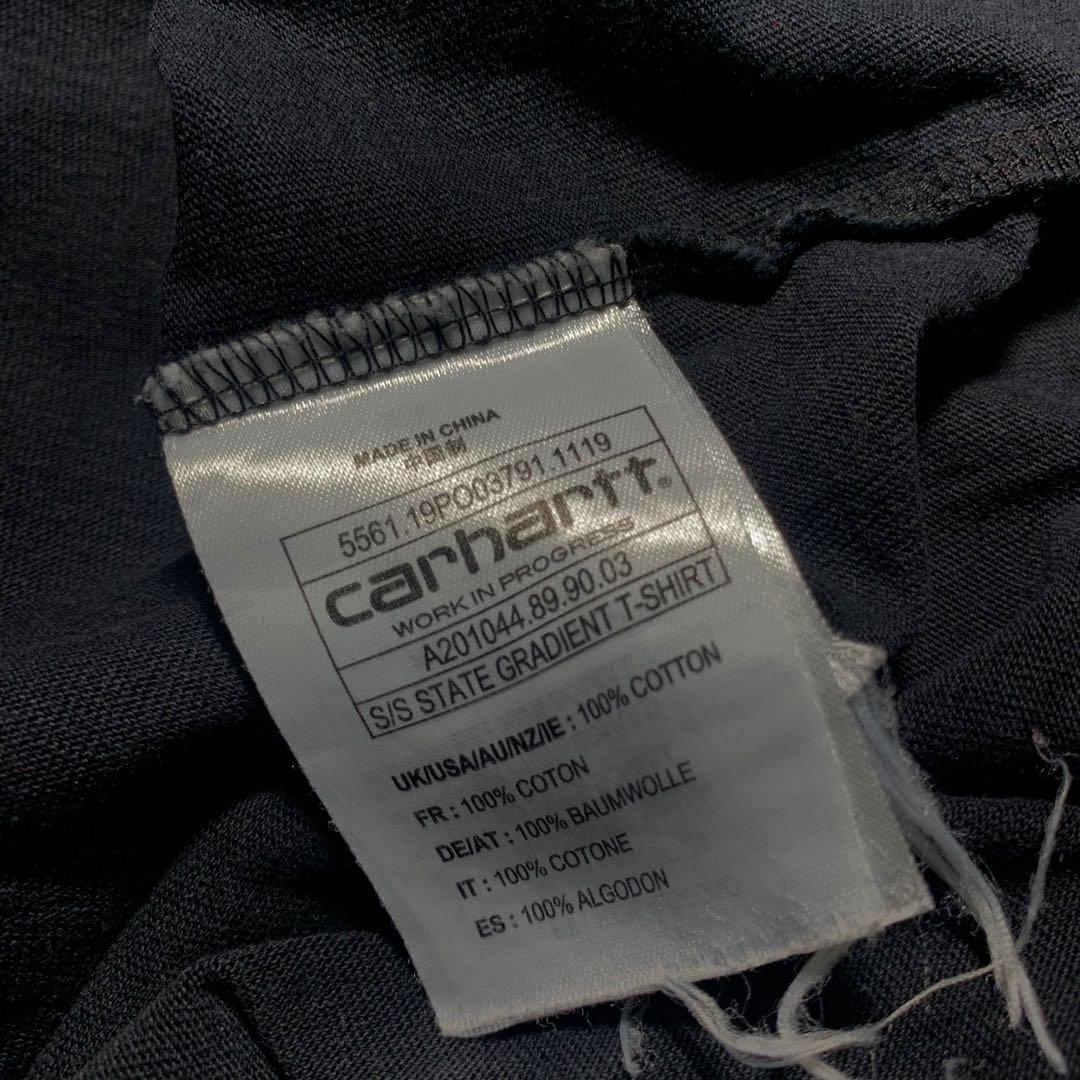 MADE IN CHINA
中国制
5561.19PO03791.1119
carhartt®
WORK IN PROGRESS
A201044.89.90.03
S/S STATE GRADIENT T-SHIRT
UK/USA/AU/NZ/IE : 100% COTTON
FR : 100% COTON
DE/AT : 100% BAUMWOLLE
IT : 100% COTONE
ES : 100% ALGODON